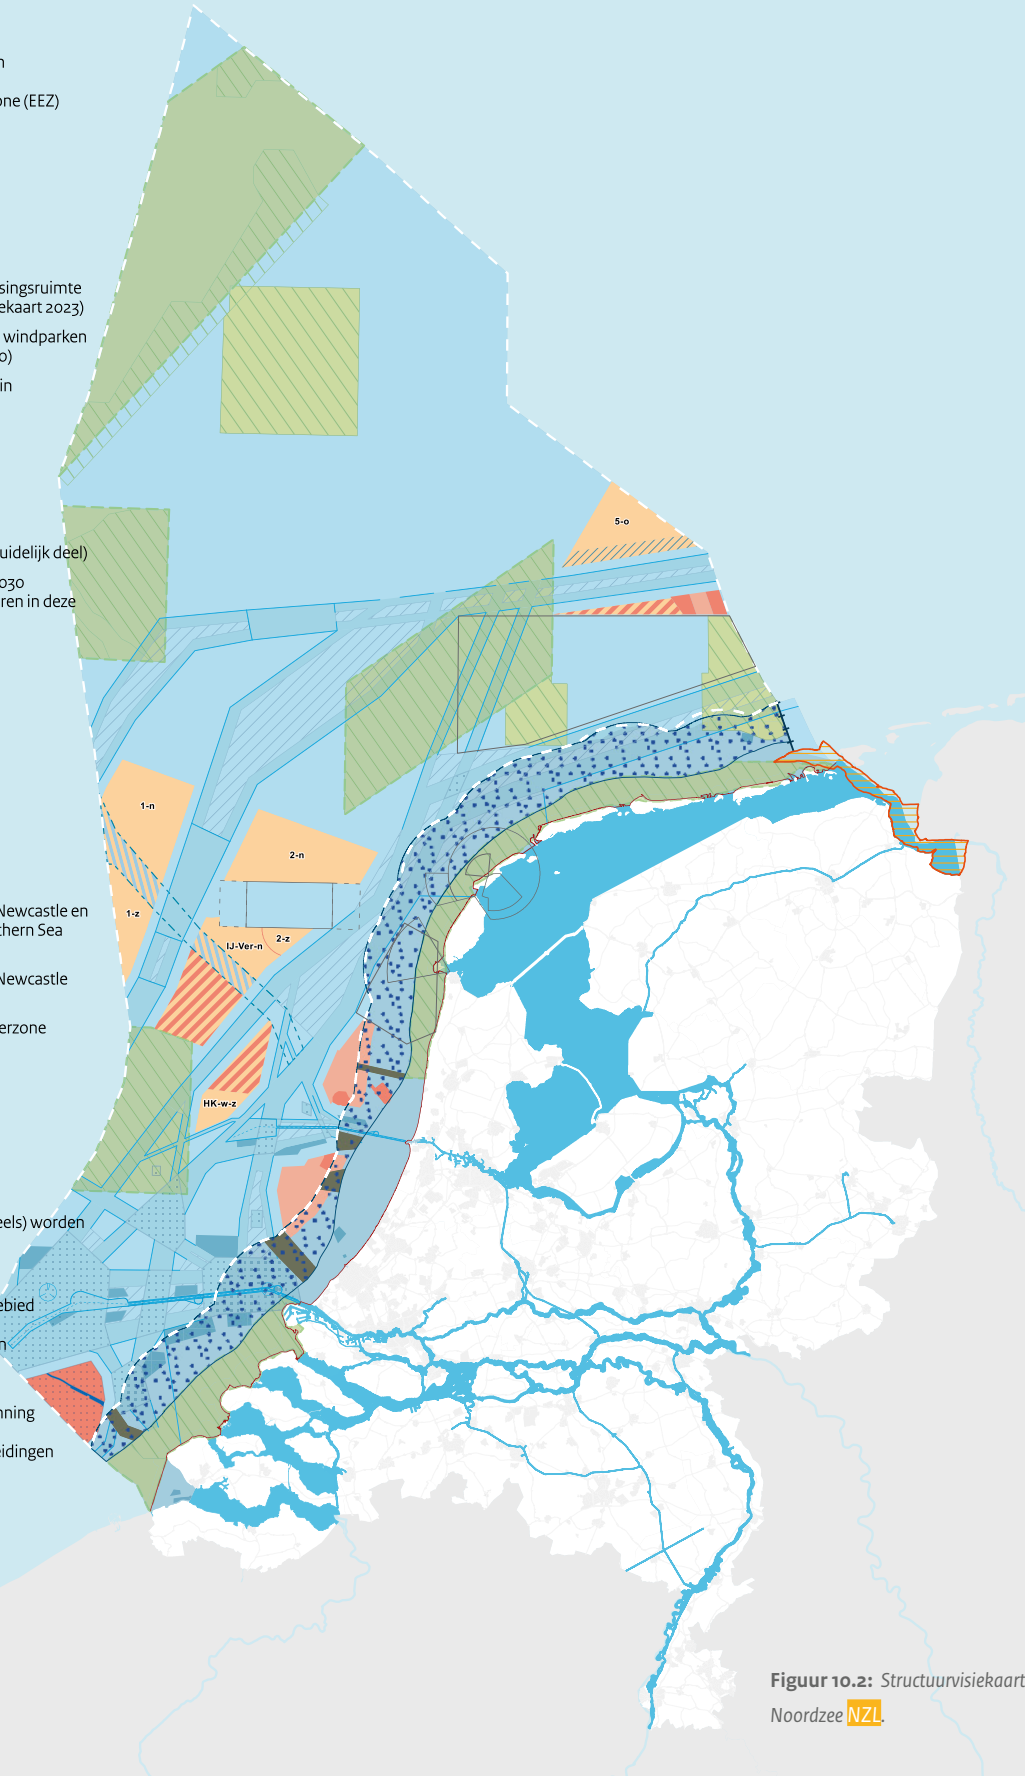 n
one (EEZ)
singsruimte
ekaart 2023)
windparken
o)
in
5-o
uidelijk deel)
030
ren in deze
1-n
2-n
1-z
Newcastle en
thern Sea
IJ-Ver-n
2-z
Newcastle
erzone
HK-w-z
eels) worden
ebied
n
nning
eidingen
Figuur 10.2: Structuurvisiekaart
Noordzee NZL.